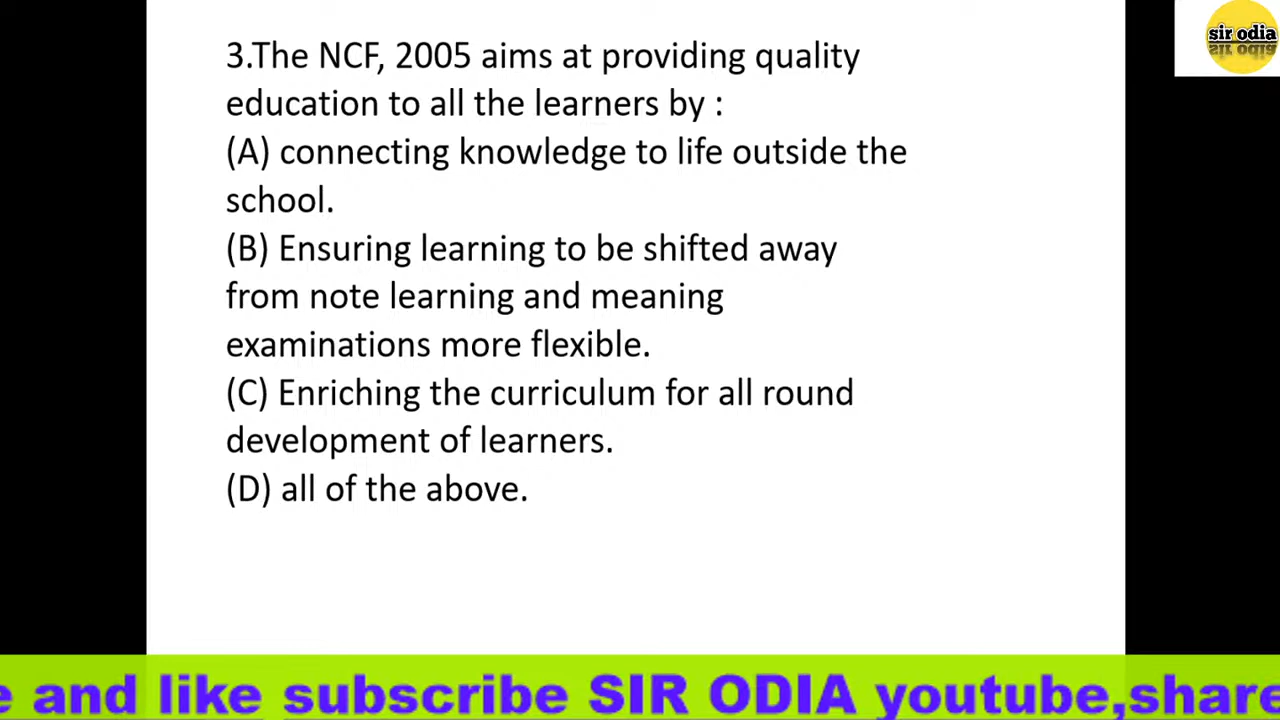 sir odia
3.The NCF, 2005 aims at providing quality
education to all the learners by :
(A) connecting knowledge to life outside the
school.
(B) Ensuring learning to be shifted away
from note learning and meaning
examinations more flexible.
(C) Enriching the curriculum for all round
development of learners.
(D) all of the above.
e and like subscribe SIR ODIA youtube,share